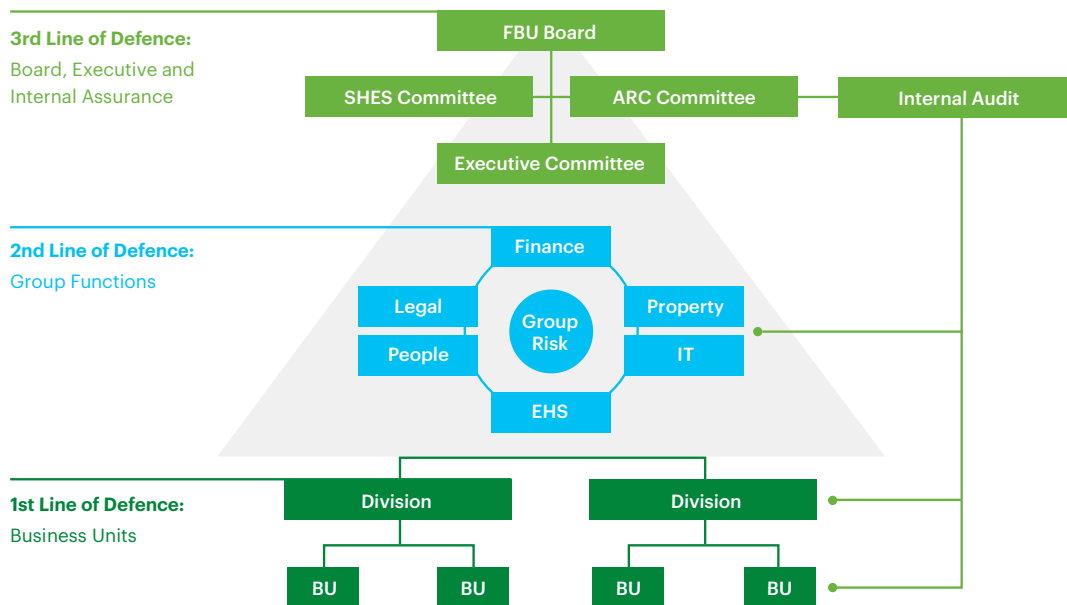 3rd Line of Defence:
Board, Executive and
Internal Assurance
FBU Board
SHES Committee
ARC Committee
Internal Audit
Executive Committee
2nd Line of Defence:
Group Functions
Finance
Legal
Property
Group
Risk
People
IT
EHS
1st Line of Defence:
Business Units
Division
Division
BU
BU
BU
BU